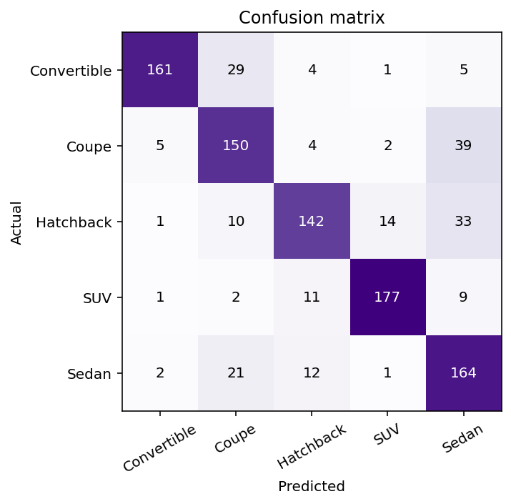 Confusion matrix
Actual
Convertible 161 29 4 1 5
Coupe 5 150 4 2 39
Hatchback 1 10 142 14 33
SUV 1 2 11 177 9
Sedan 2 21 12 1 164
Convertible Coupe Hatchback SUV Sedan
Predicted